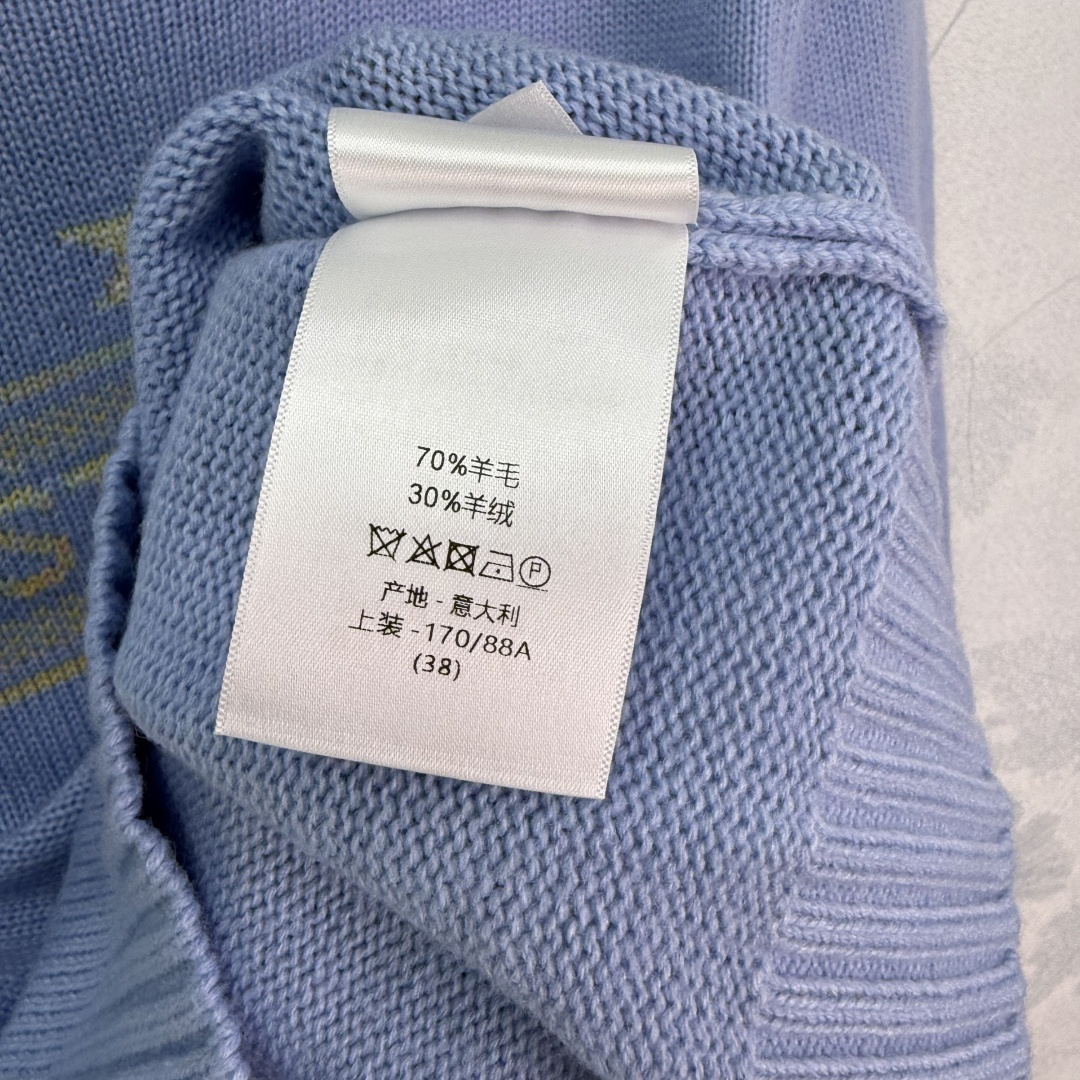 70%羊毛
30%羊绒
P
产地 - 意大利
上装 -170/88A
(38)